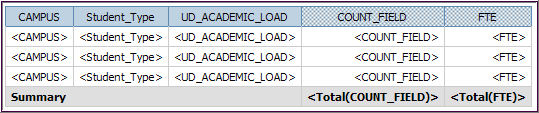 CAMPUS Student_Type UD_ACADEMIC_LOAD COUNT_FIELD FTE
<CAMPUS> <Student_Type> <UD_ACADEMIC_LOAD> <COUNT_FIELD> <FTE>
<CAMPUS> <Student_Type> <UD_ACADEMIC_LOAD> <COUNT_FIELD> <FTE>
<CAMPUS> <Student_Type> <UD_ACADEMIC_LOAD> <COUNT_FIELD> <FTE>
Summary <Total(COUNT_FIELD)> <Total(FTE)>